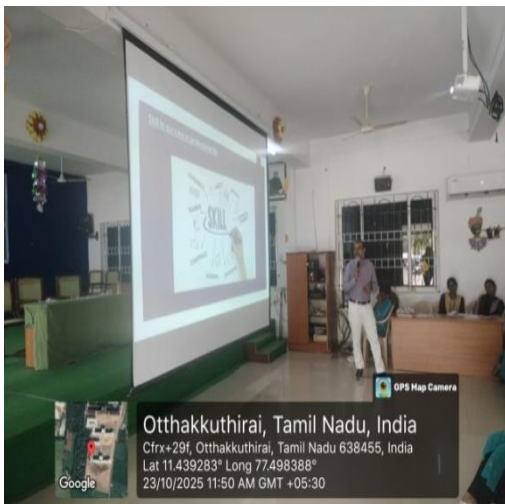 SKILL
GPS Map Camera
Otthakkuthirai, Tamil Nadu, India
Cfrx+29f, Otthakkuthirai, Tamil Nadu 638455, India
Lat 11.439283° Long 77.498388°
23/10/2025 11:50 AM GMT +05:30
Google